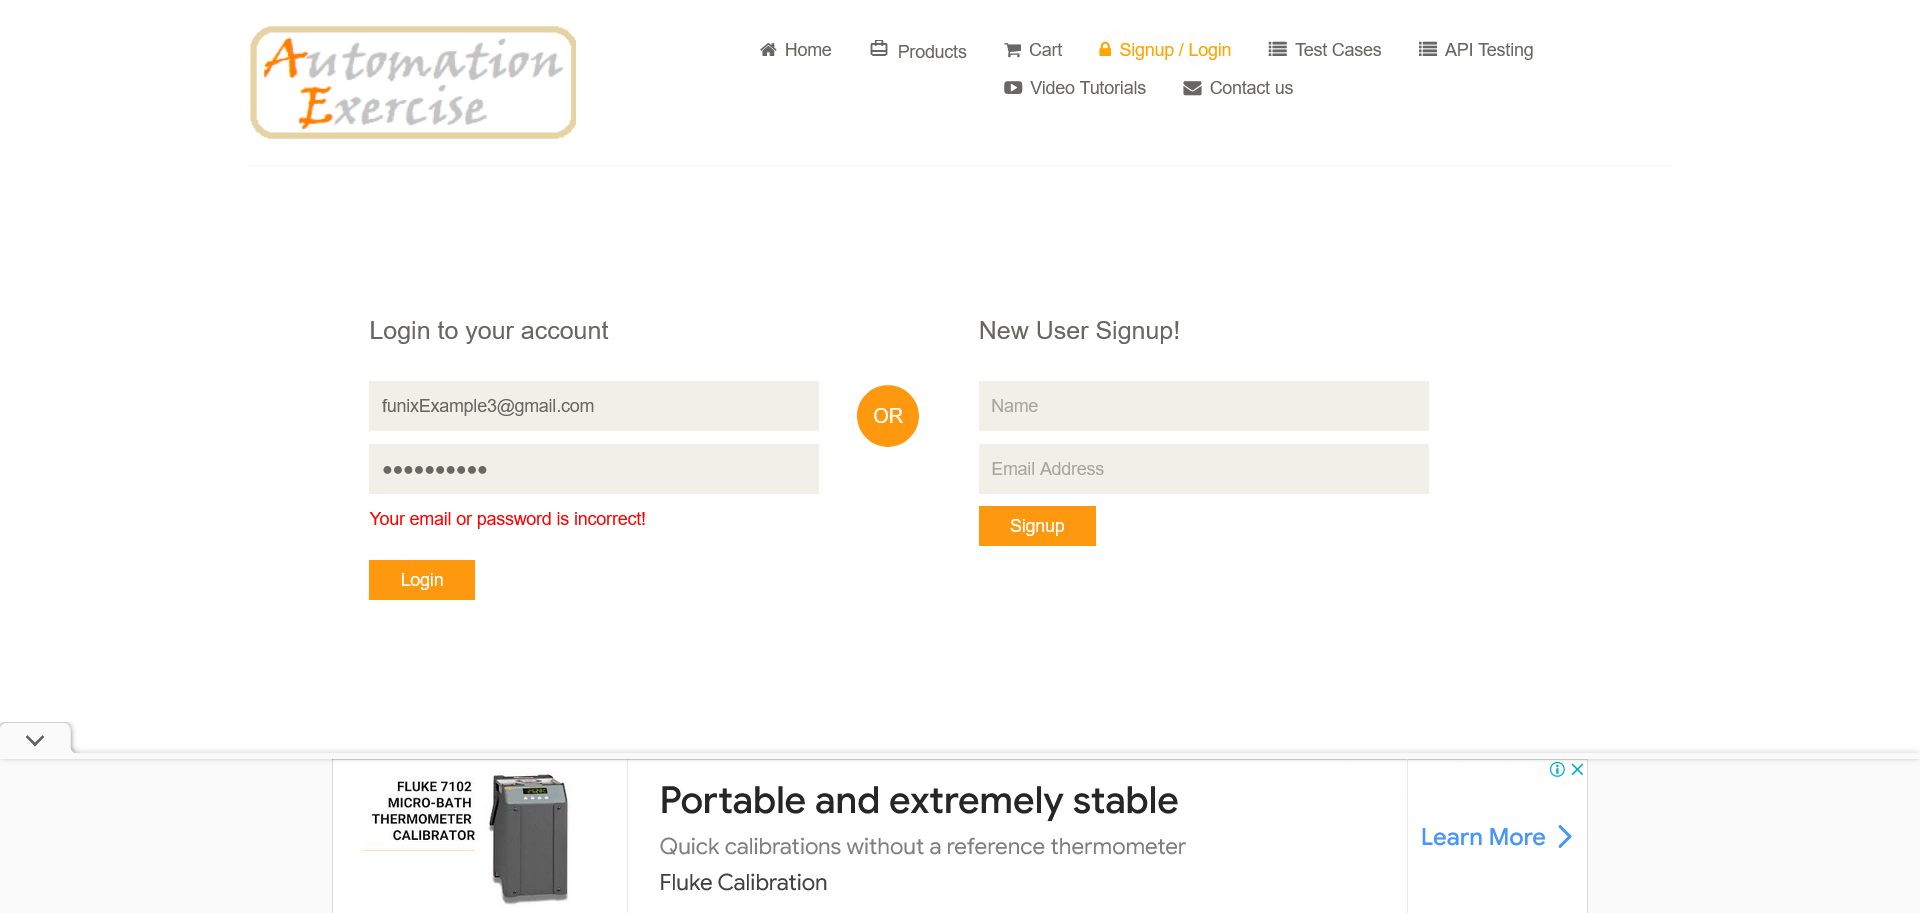 Automation
Exercise
Home
Products
Cart
Signup / Login
Test Cases
API Testing
Video Tutorials
Contact us
Login to your account
funixExample3@gmail.com
●●●●●●●●●●
Your email or password is incorrect!
Login
OR
New User Signup!
Name
Email Address
Signup
FLUKE 7102
MICRO-BATH
THERMOMETER
CALIBRATOR
Portable and extremely stable
Quick calibrations without a reference thermometer
Fluke Calibration
Learn More